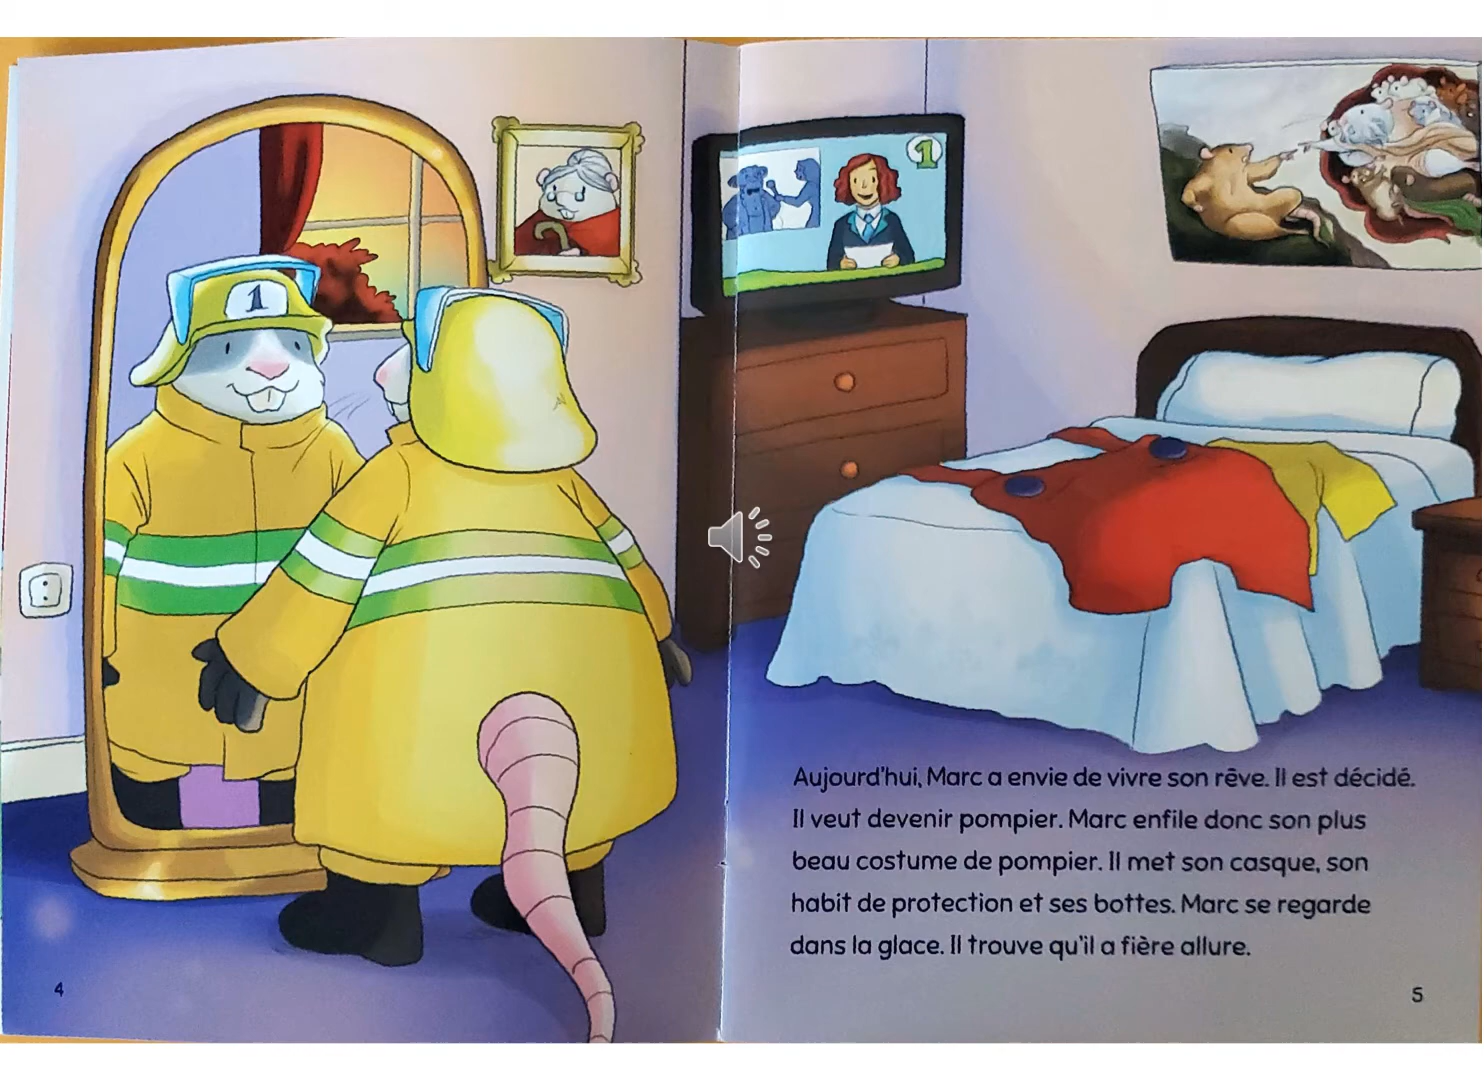 1
1
Aujourd'hui, Marc a envie de vivre son rêve. Il est décidé.
Il veut devenir pompier. Marc enfile donc son plus
beau costume de pompier. Il met son casque, son
habit de protection et ses bottes. Marc se regarde
dans la glace. Il trouve qu'il a fière allure.
4
5